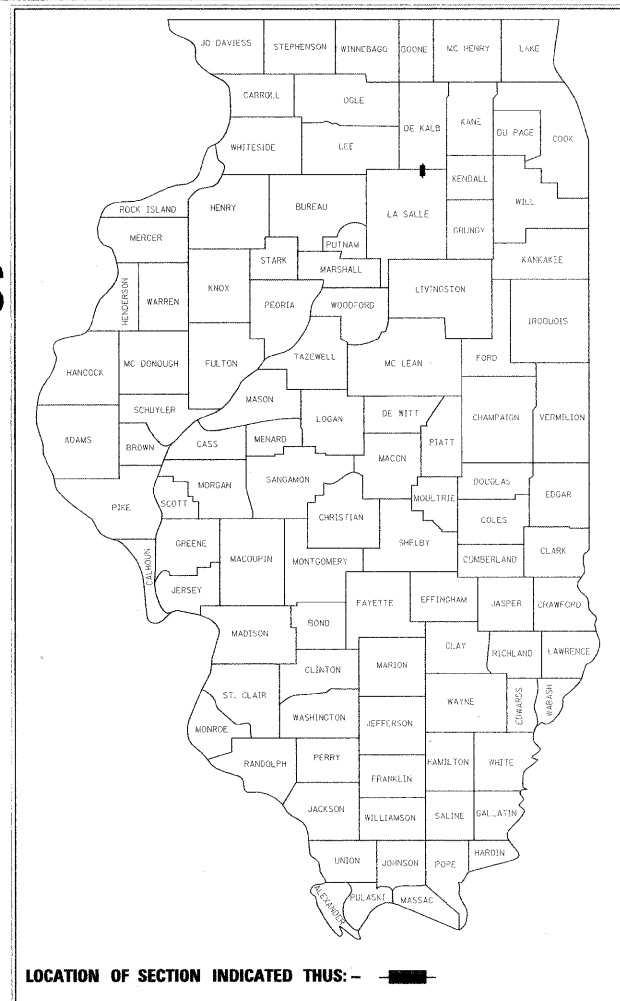 JO DAVIESS STEPHENSON WINNEBAGO BOONE MC HENRY LAKE
CARROLL OGLE DE KALB KANE DU PAGE COOK
WHITESIDE LEE KENDALL WILL
ROCK ISLAND HENRY BUREAU LA SALLE GRUNDY
MERCER PUTNAM KANKAKEE
HENDERSON WARREN KNOX STARK MARSHALL LIVINGSTON
PEORIA WOODFORD IROQUOIS
HANCOCK MC DONOUGH FULTON TAZEWELL MC LEAN FORD
SCHUYLER MASON LOGAN DE WITT CHAMPAIGN VERMILION
ADAMS BROWN CASS MENARD MACON PIATT
MORGAN SANGAMON DOUGLAS EDGAR
PIKE SCOTT CHRISTIAN MOULTRIE COLES
GREENE MACOUPIN MONTGOMERY SHELBY CUMBERLAND CLARK
CALHOUN JERSEY FAYETTE EFFINGHAM JASPER CRAWFORD
MADISON BOND CLAY RICHLAND LAWRENCE
CLINTON MARION
ST. CLAIR WAYNE EDWARDS WABASH
MONROE WASHINGTON JEFFERSON
RANDOLPH PERRY HAMILTON WHITE
FRANKLIN
JACKSON WILLIAMSON SALINE GALLATIN
UNION JOHNSON POPE HARDIN
ALEXANDER PULASKI MASSAC
LOCATION OF SECTION INDICATED THUS: -